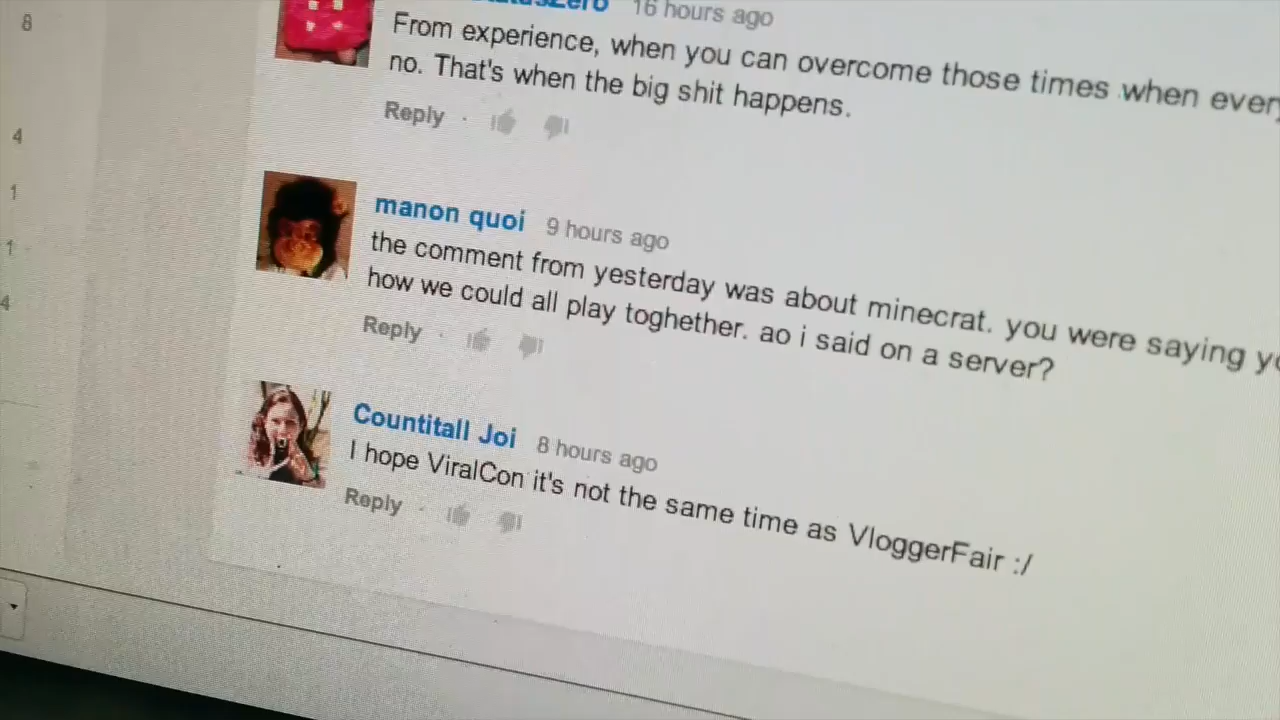 8
16 hours ago
From experience, when you can overcome those times when
no. That's when the big shit happens.
Reply
4
1
manon quoi 9 hours ago
the comment from yesterday was about minecrat. you were saying
how we could all play toghether. ao i said on a server?
Reply
1
4
Countitall Joi 8 hours ago
I hope ViralCon it's not the same time as VloggerFair :/
Reply